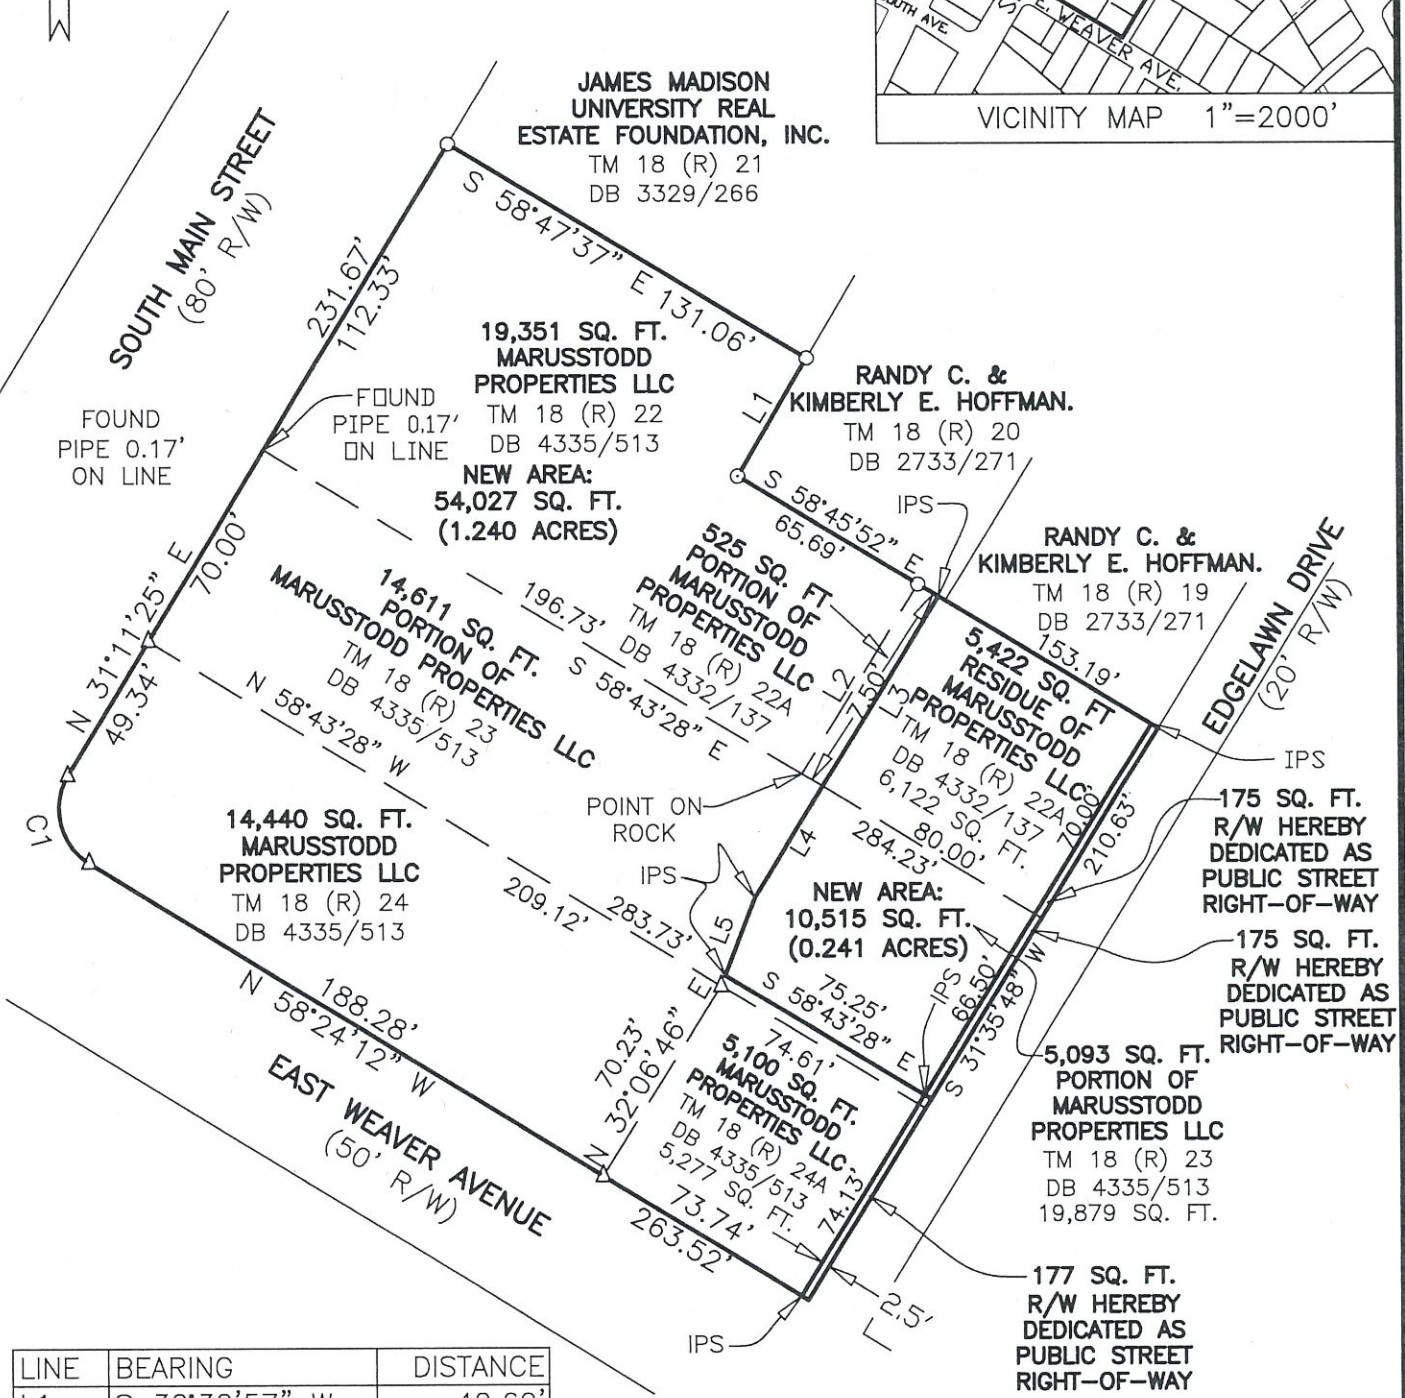 SOUTH AVE.
E. WEAVER AVE.
VICINITY MAP 1"=2000'
JAMES MADISON
UNIVERSITY REAL
ESTATE FOUNDATION, INC.
TM 18 (R) 21
DB 3329/266
SOUTH MAIN STREET
(80' R/W)
S 58°47'37" E 131.06'
231.67'
112.33'
19,351 SQ. FT.
MARUSSTODD
PROPERTIES LLC
TM 18 (R) 22
DB 4335/513
NEW AREA:
54,027 SQ. FT.
(1.240 ACRES)
FOUND
PIPE 0.17'
ON LINE
FOUND
PIPE 0.17'
ON LINE
L1
RANDY C. &
KIMBERLY E. HOFFMAN.
TM 18 (R) 20
DB 2733/271
S 58°45'52" E
65.69'
IPS
RANDY C. &
KIMBERLY E. HOFFMAN.
TM 18 (R) 19
DB 2733/271
153.19'
EDGELAWN DRIVE
(20' R/W)
N 31°11'25" E
70.00'
49.34'
14,611 SQ. FT.
PORTION OF
MARUSSTODD PROPERTIES LLC
TM 18 (R) 23
DB 4335/513
196.73'
S 58°43'28" E
525 SQ. FT
PORTION OF
MARUSSTODD
PROPERTIES LLC
TM 18 (R) 22A
DB 4332/137
L2
7.50'
L3
5,422 SQ. FT
RESIDUE OF
MARUSSTODD
PROPERTIES LLC
TM 18 (R) 22A
DB 4332/137
6,122 SQ. FT.
80.00'
284.23'
70.00'
210.63'
IPS
175 SQ. FT.
R/W HEREBY
DEDICATED AS
PUBLIC STREET
RIGHT-OF-WAY
N 58°43'28" W
POINT ON
ROCK
L4
IPS
L5
C1
14,440 SQ. FT.
MARUSSTODD
PROPERTIES LLC
TM 18 (R) 24
DB 4335/513
209.12'
283.73'
NEW AREA:
10,515 SQ. FT.
(0.241 ACRES)
75.25'
S 58°43'28" E
IPS
66.50'
S 31°35'48" W
175 SQ. FT.
R/W HEREBY
DEDICATED AS
PUBLIC STREET
RIGHT-OF-WAY
188.28'
N 58°24'12" W
70.23'
N 32°06'46" E
74.61'
5,100 SQ. FT.
MARUSSTODD
PROPERTIES LLC
TM 18 (R) 24A
DB 4335/513
5,277 SQ. FT.
73.74'
263.52'
74.13'
5,093 SQ. FT.
PORTION OF
MARUSSTODD
PROPERTIES LLC
TM 18 (R) 23
DB 4335/513
19,879 SQ. FT.
EAST WEAVER AVENUE
(50' R/W)
2.5'
IPS
177 SQ. FT.
R/W HEREBY
DEDICATED AS
PUBLIC STREET
RIGHT-OF-WAY
LINE BEARING DISTANCE